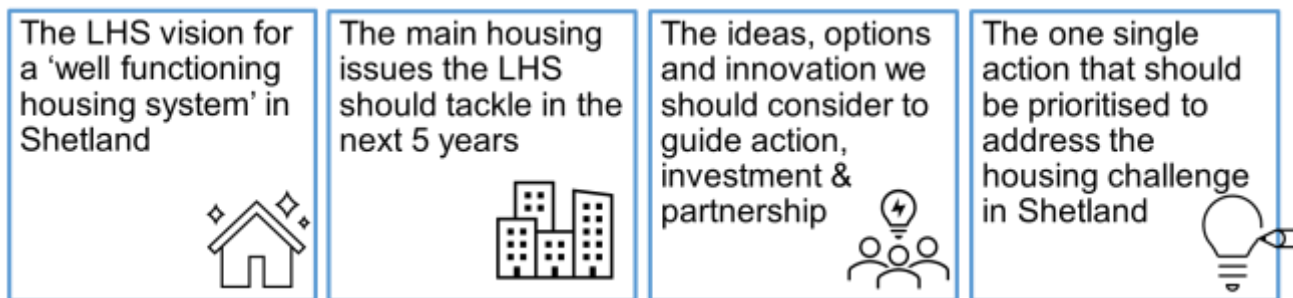 The LHS vision for
a ‘well functioning
housing system’ in
Shetland
The main housing
issues the LHS
should tackle in the
next 5 years
The ideas, options
and innovation we
should consider to
guide action,
investment &
partnership
The one single
action that should
be prioritised to
address the
housing challenge
in Shetland